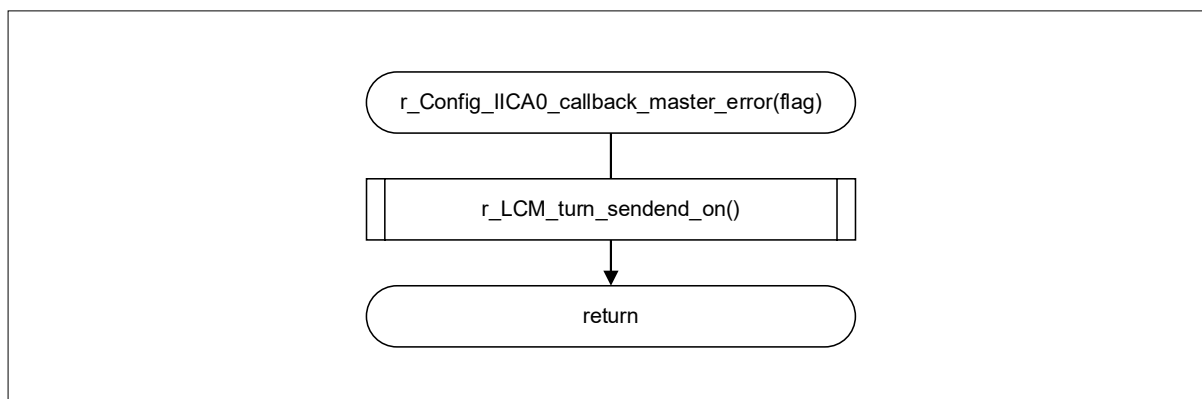 r_Config_IICA0_callback_master_error(flag)
r_LCM_turn_sendend_on()
return